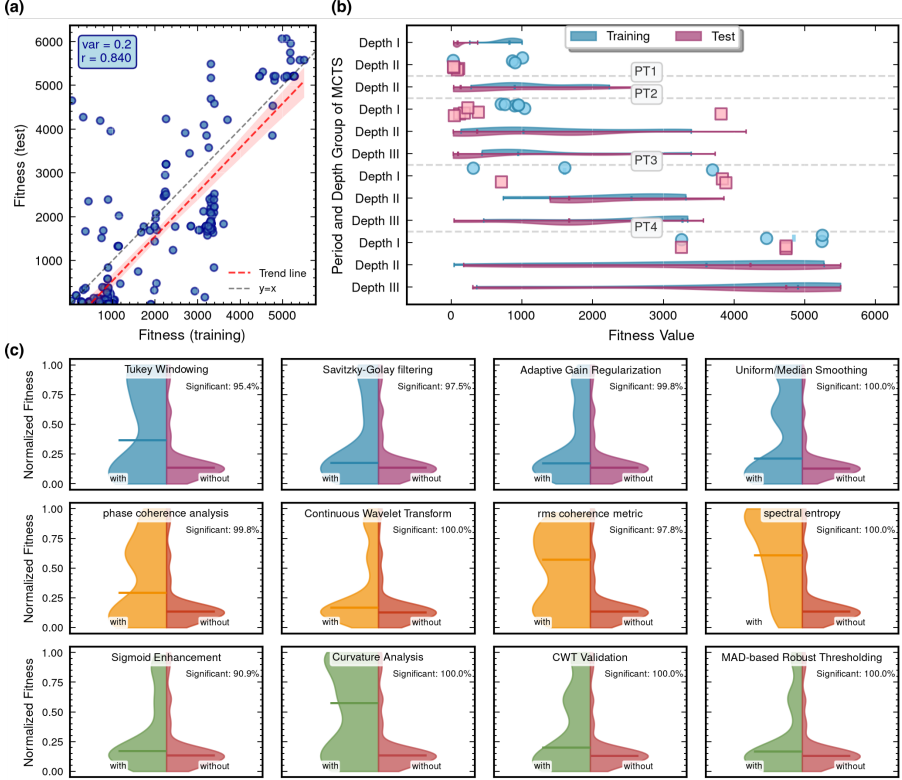 (a)
var = 0.2
r = 0.840
6000
5000
4000
3000
2000
1000
Fitness (test)
Trend line
y=x
1000
2000
3000
4000
5000
Fitness (training)
(b)
Period and Depth Group of MCTS
Training
Test
Depth I
Depth II
PT1
Depth II
PT2
Depth I
Depth II
Depth III
PT3
Depth I
Depth II
Depth III
PT4
Depth I
Depth II
Depth III
0
1000
2000
3000
4000
5000
6000
Fitness Value
(c)
Normalized Fitness
1.00
0.75
0.50
0.25
0.00
Tukey Windowing
Significant: 95.4%
with
without
Savitzky-Golay filtering
Significant: 97.5%
with
without
Adaptive Gain Regularization
Significant: 99.8%
with
without
Uniform/Median Smoothing
Significant: 100.0%
with
without
Normalized Fitness
1.00
0.75
0.50
0.25
0.00
phase coherence analysis
Significant: 99.8%
with
without
Continuous Wavelet Transform
Significant: 100.0%
with
without
rms coherence metric
Significant: 97.8%
with
without
spectral entropy
Significant: 100.0%
with
without
Normalized Fitness
1.00
0.75
0.50
0.25
0.00
Sigmoid Enhancement
Significant: 90.9%
with
without
Curvature Analysis
Significant: 100.0%
with
without
CWT Validation
Significant: 100.0%
with
without
MAD-based Robust Thresholding
Significant: 100.0%
with
without